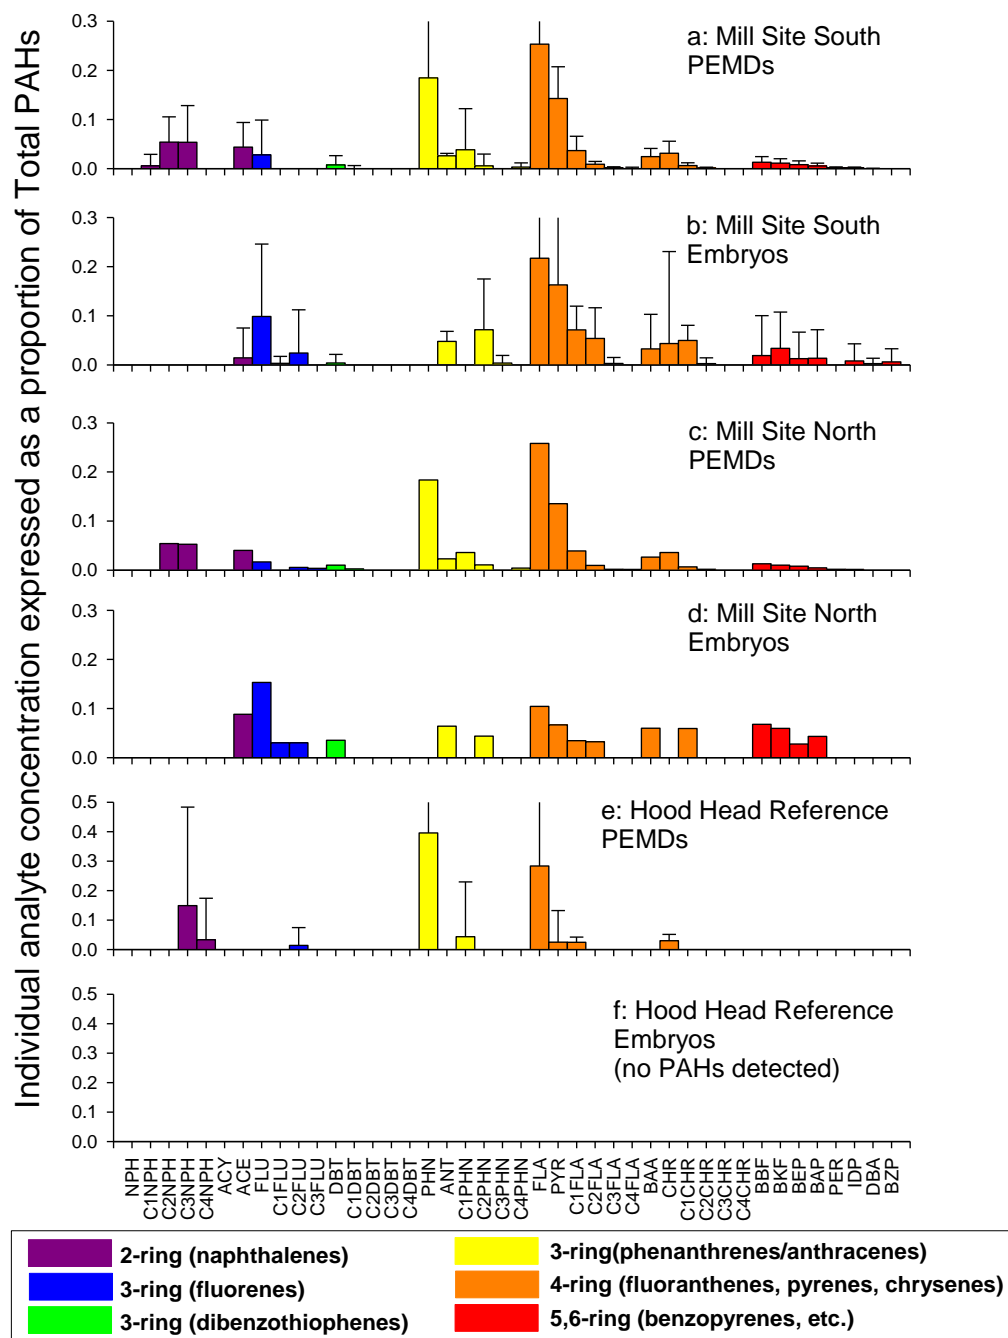 Individual analyte concentration expressed as a proportion of Total PAHs
0.3
0.2
0.1
0.0
a: Mill Site South
PEMDs
0.3
0.2
0.1
0.0
b: Mill Site South
Embryos
0.3
0.2
0.1
0.0
c: Mill Site North
PEMDs
0.3
0.2
0.1
0.0
d: Mill Site North
Embryos
0.5
0.4
0.3
0.2
0.1
0.0
e: Hood Head Reference
PEMDs
0.5
0.4
0.3
0.2
0.1
0.0
f: Hood Head Reference
Embryos
(no PAHs detected)
NPH
C1NPH
C2NPH
C3NPH
C4NPH
ACY
ACE
FLU
C1FLU
C2FLU
C3FLU
DBT
C1DBT
C2DBT
C3DBT
C4DBT
PHN
ANT
C1PHN
C2PHN
C3PHN
C4PHN
FLA
PYR
C1FLA
C2FLA
C3FLA
C4FLA
BAA
CHR
C1CHR
C2CHR
C3CHR
C4CHR
BBF
BKF
BEP
BAP
PER
IDP
DBA
BZP
2-ring (naphthalenes)
3-ring (fluorenes)
3-ring (dibenzothiophenes)
3-ring(phenanthrenes/anthracenes)
4-ring (fluoranthenes, pyrenes, chrysenes)
5,6-ring (benzopyrenes, etc.)